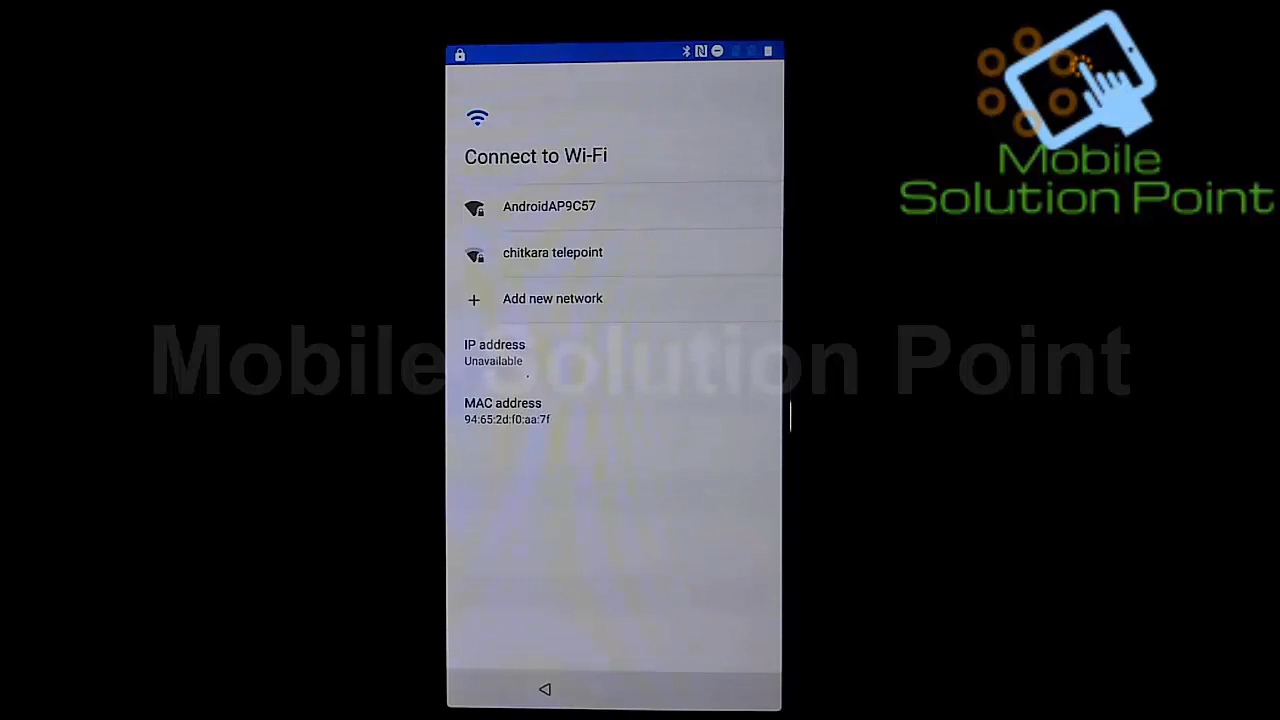 Connect to Wi-Fi
AndroidAP9C57
chitkara telepoint
Add new network
IP address
Unavailable
MAC address
94:65:2d:f0:aa:7f
Mobile
Solution Point
Mobile Solution Point